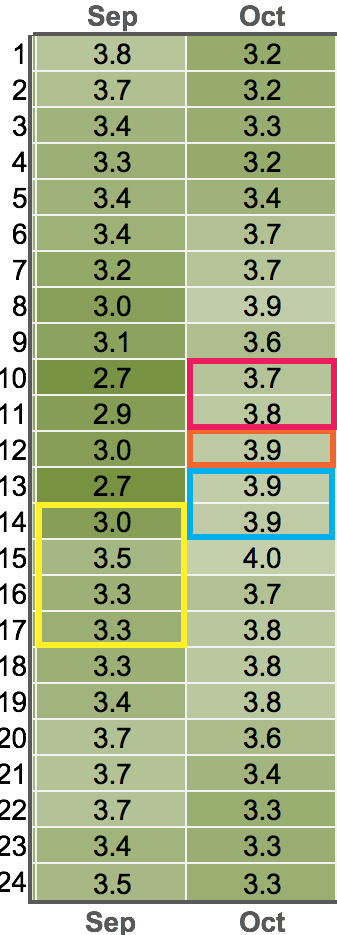 Sep Oct
1 3.8 3.2
2 3.7 3.2
3 3.4 3.3
4 3.3 3.2
5 3.4 3.4
6 3.4 3.7
7 3.2 3.7
8 3.0 3.9
9 3.1 3.6
10 2.7 3.7
11 2.9 3.8
12 3.0 3.9
13 2.7 3.9
14 3.0 3.9
15 3.5 4.0
16 3.3 3.7
17 3.3 3.8
18 3.3 3.8
19 3.4 3.8
20 3.7 3.6
21 3.7 3.4
22 3.7 3.3
23 3.4 3.3
24 3.5 3.3
Sep Oct